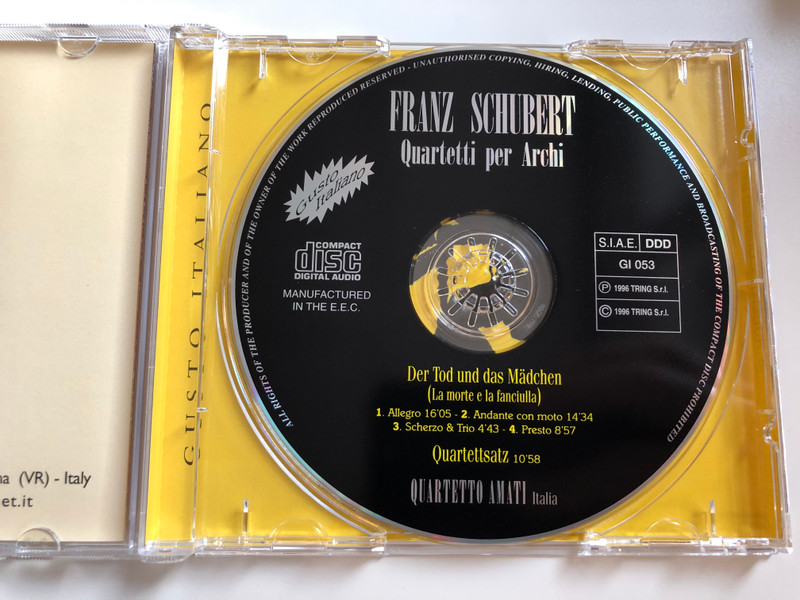 GUSTO ITALIANO
(VR) - Italy
et.it
ALL RIGHTS OF THE PRODUCER AND OF THE OWNER OF THE WORK REPRODUCED RESERVED - UNAUTHORISED COPYING, HIRING, LENDING, PUBLIC PERFORMANCE AND BROADCASTING OF THE COMPACT DISC PROHIBITED
FRANZ SCHUBERT
Quartetti per Archi
Gusto
Italiano
COMPACT
disc
DIGITAL AUDIO
MANUFACTURED
IN THE E.E.C.
S.I.A.E. DDD
GI 053
Ⓟ 1996 TRING S.r.l.
© 1996 TRING S.r.l.
Der Tod und das Mädchen
(La morte e la fanciulla)
1. Allegro 16'05 - 2. Andante con moto 14'34
3. Scherzo & Trio 4'43 - 4. Presto 8'57
Quartettsatz 10'58
QUARTETTO AMATI Italia